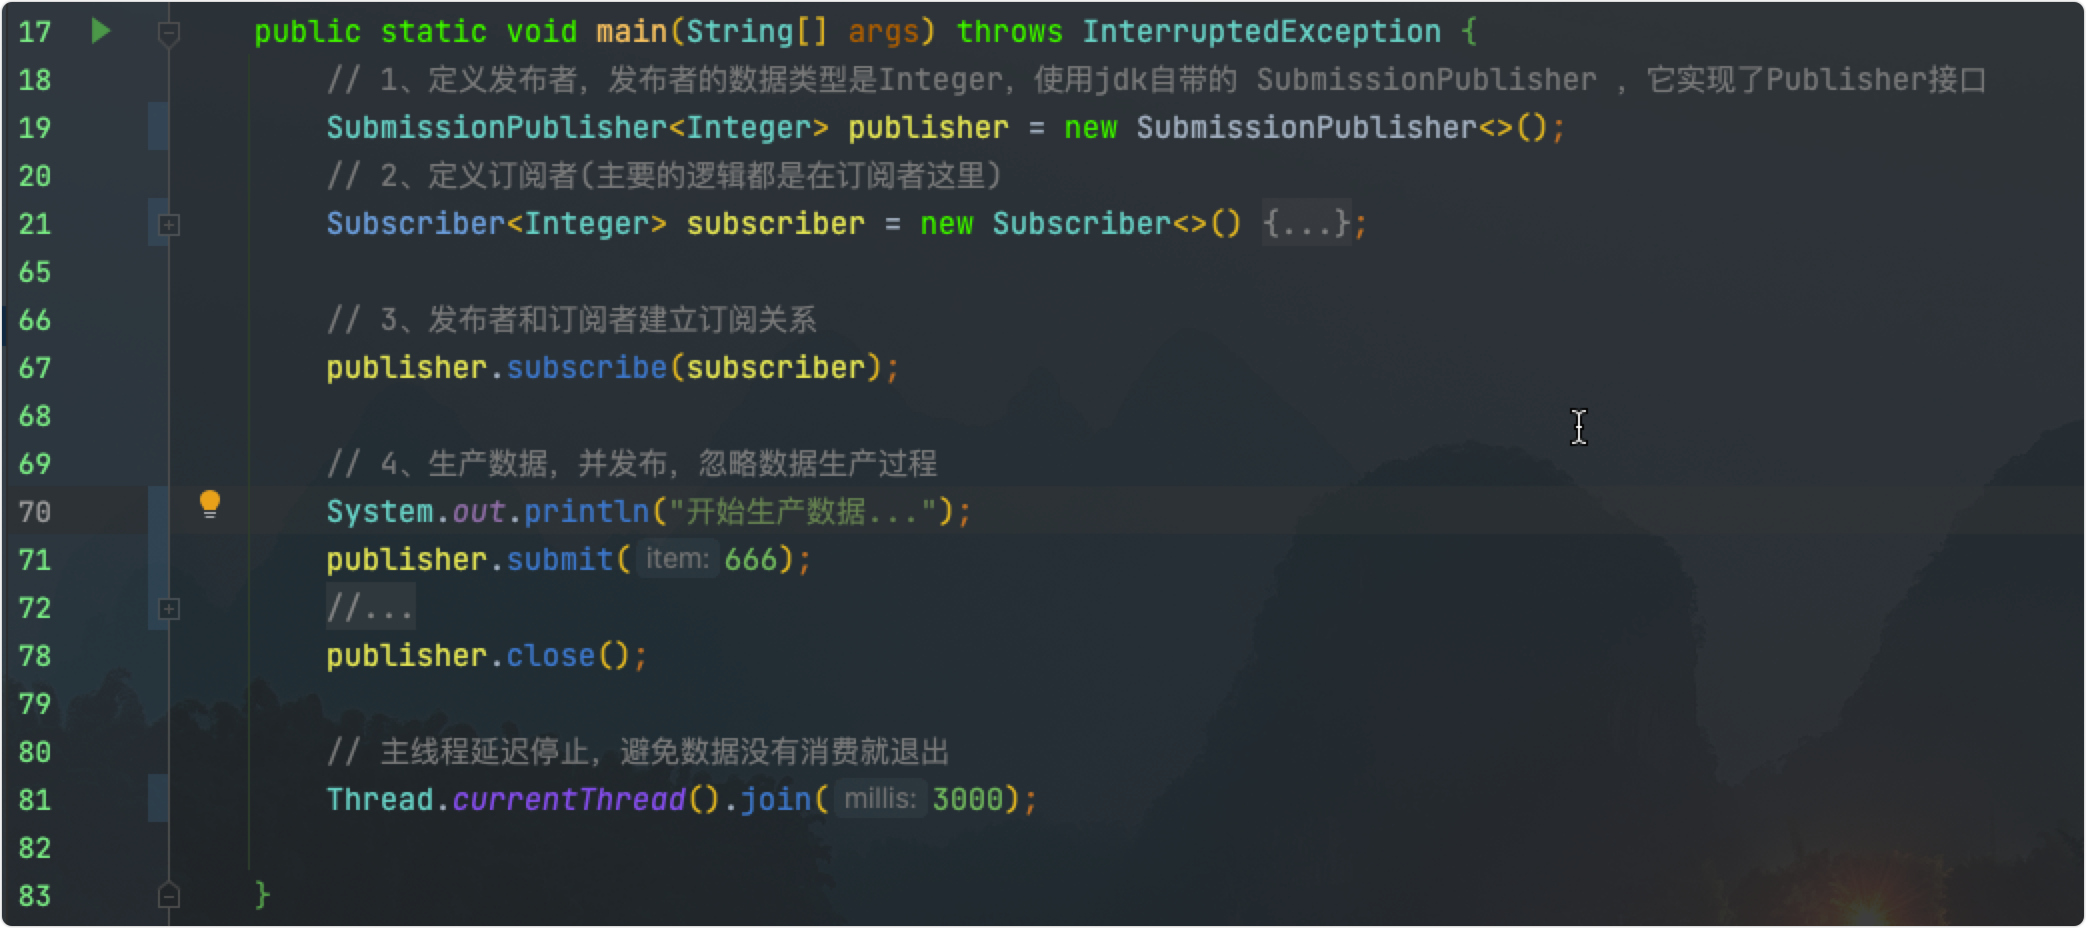 17 public static void main(String[] args) throws InterruptedException {
18 // 1、定义发布者，发布者的数据类型是Integer，使用jdk自带的 SubmissionPublisher ，它实现了Publisher接口
19 SubmissionPublisher<Integer> publisher = new SubmissionPublisher<>();
20 // 2、定义订阅者(主要的逻辑都是在订阅者这里)
21 Subscriber<Integer> subscriber = new Subscriber<>() {...};
65
66 // 3、发布者和订阅者建立订阅关系
67 publisher.subscribe(subscriber);
68
69 // 4、生产数据，并发布，忽略数据生产过程
70 System.out.println("开始生产数据...");
71 publisher.submit( item: 666);
72 //...
78 publisher.close();
79
80 // 主线程延迟停止，避免数据没有消费就退出
81 Thread.currentThread().join( millis: 3000);
82
83 }